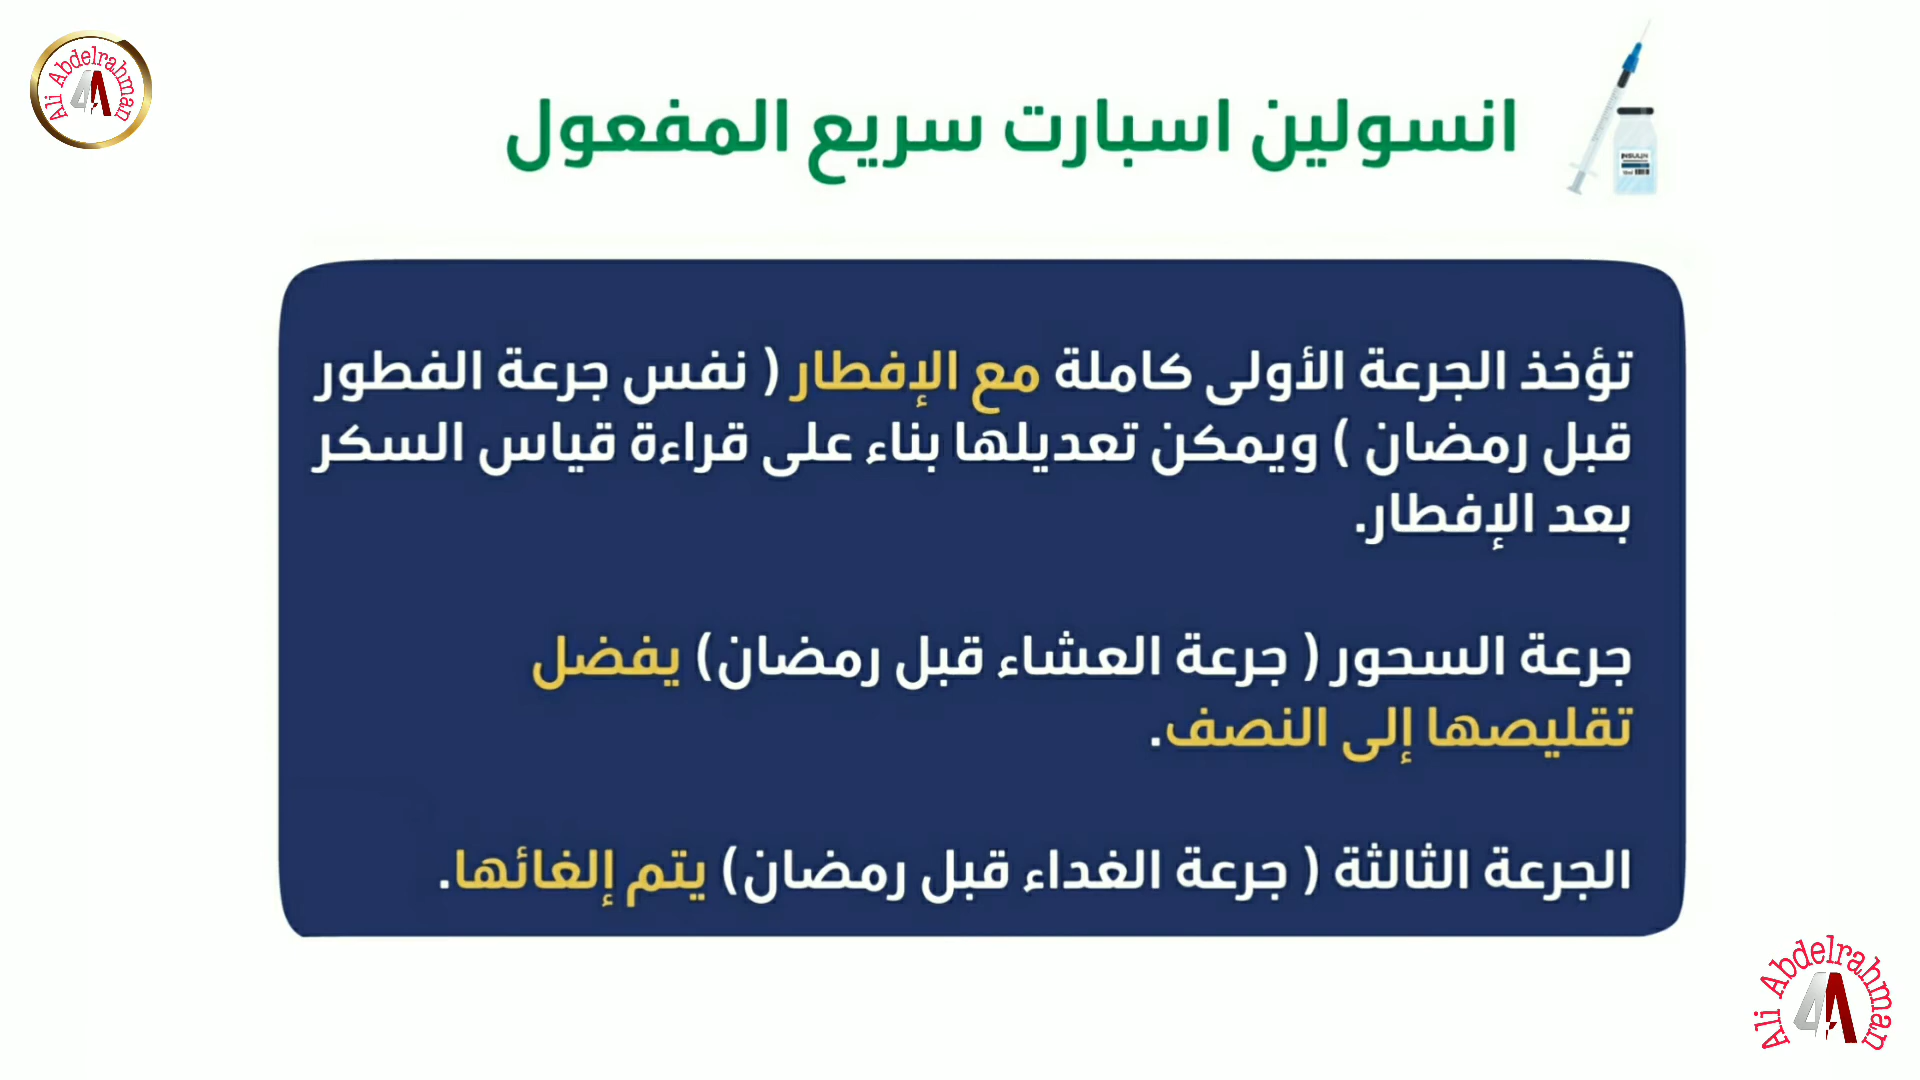 Ali Abdelrahman
انسولين اسبارت سريع المفعول
INSULIN
تؤخذ الجرعة الأولى كاملة مع الإفطار ( نفس جرعة الفطور
قبل رمضان ) ويمكن تعديلها بناء على قراءة قياس السكر
بعد الإفطار.
جرعة السحور ( جرعة العشاء قبل رمضان) يفضل
تقليصها إلى النصف.
الجرعة الثالثة ( جرعة الغداء قبل رمضان) يتم إلغائها.
Ali Abdelrahman